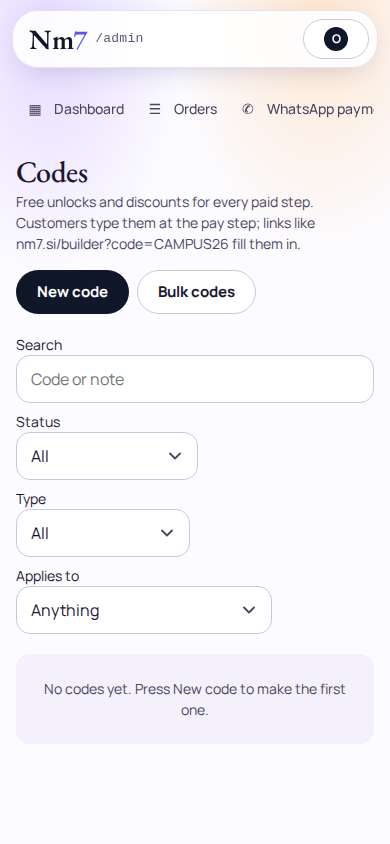 Nm7 /admin O
Dashboard Orders WhatsApp paym
Codes
Free unlocks and discounts for every paid step.
Customers type them at the pay step; links like
nm7.si/builder?code=CAMPUS26 fill them in.
New code Bulk codes
Search
Code or note
Status
All
Type
All
Applies to
Anything
No codes yet. Press New code to make the first
one.